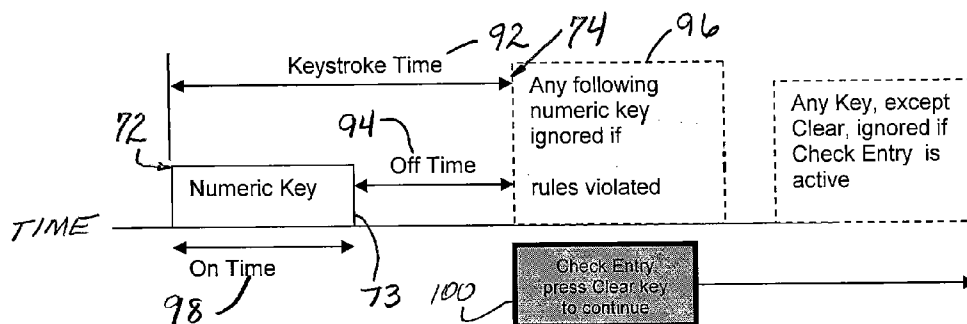 92
74
96
Keystroke Time
Any following
numeric key
ignored if
rules violated
Any Key, except
Clear, ignored if
Check Entry is
active
94
72
Off Time
Numeric Key
TIME
On Time
98
73
100
Check Entry
press Clear key
to continue